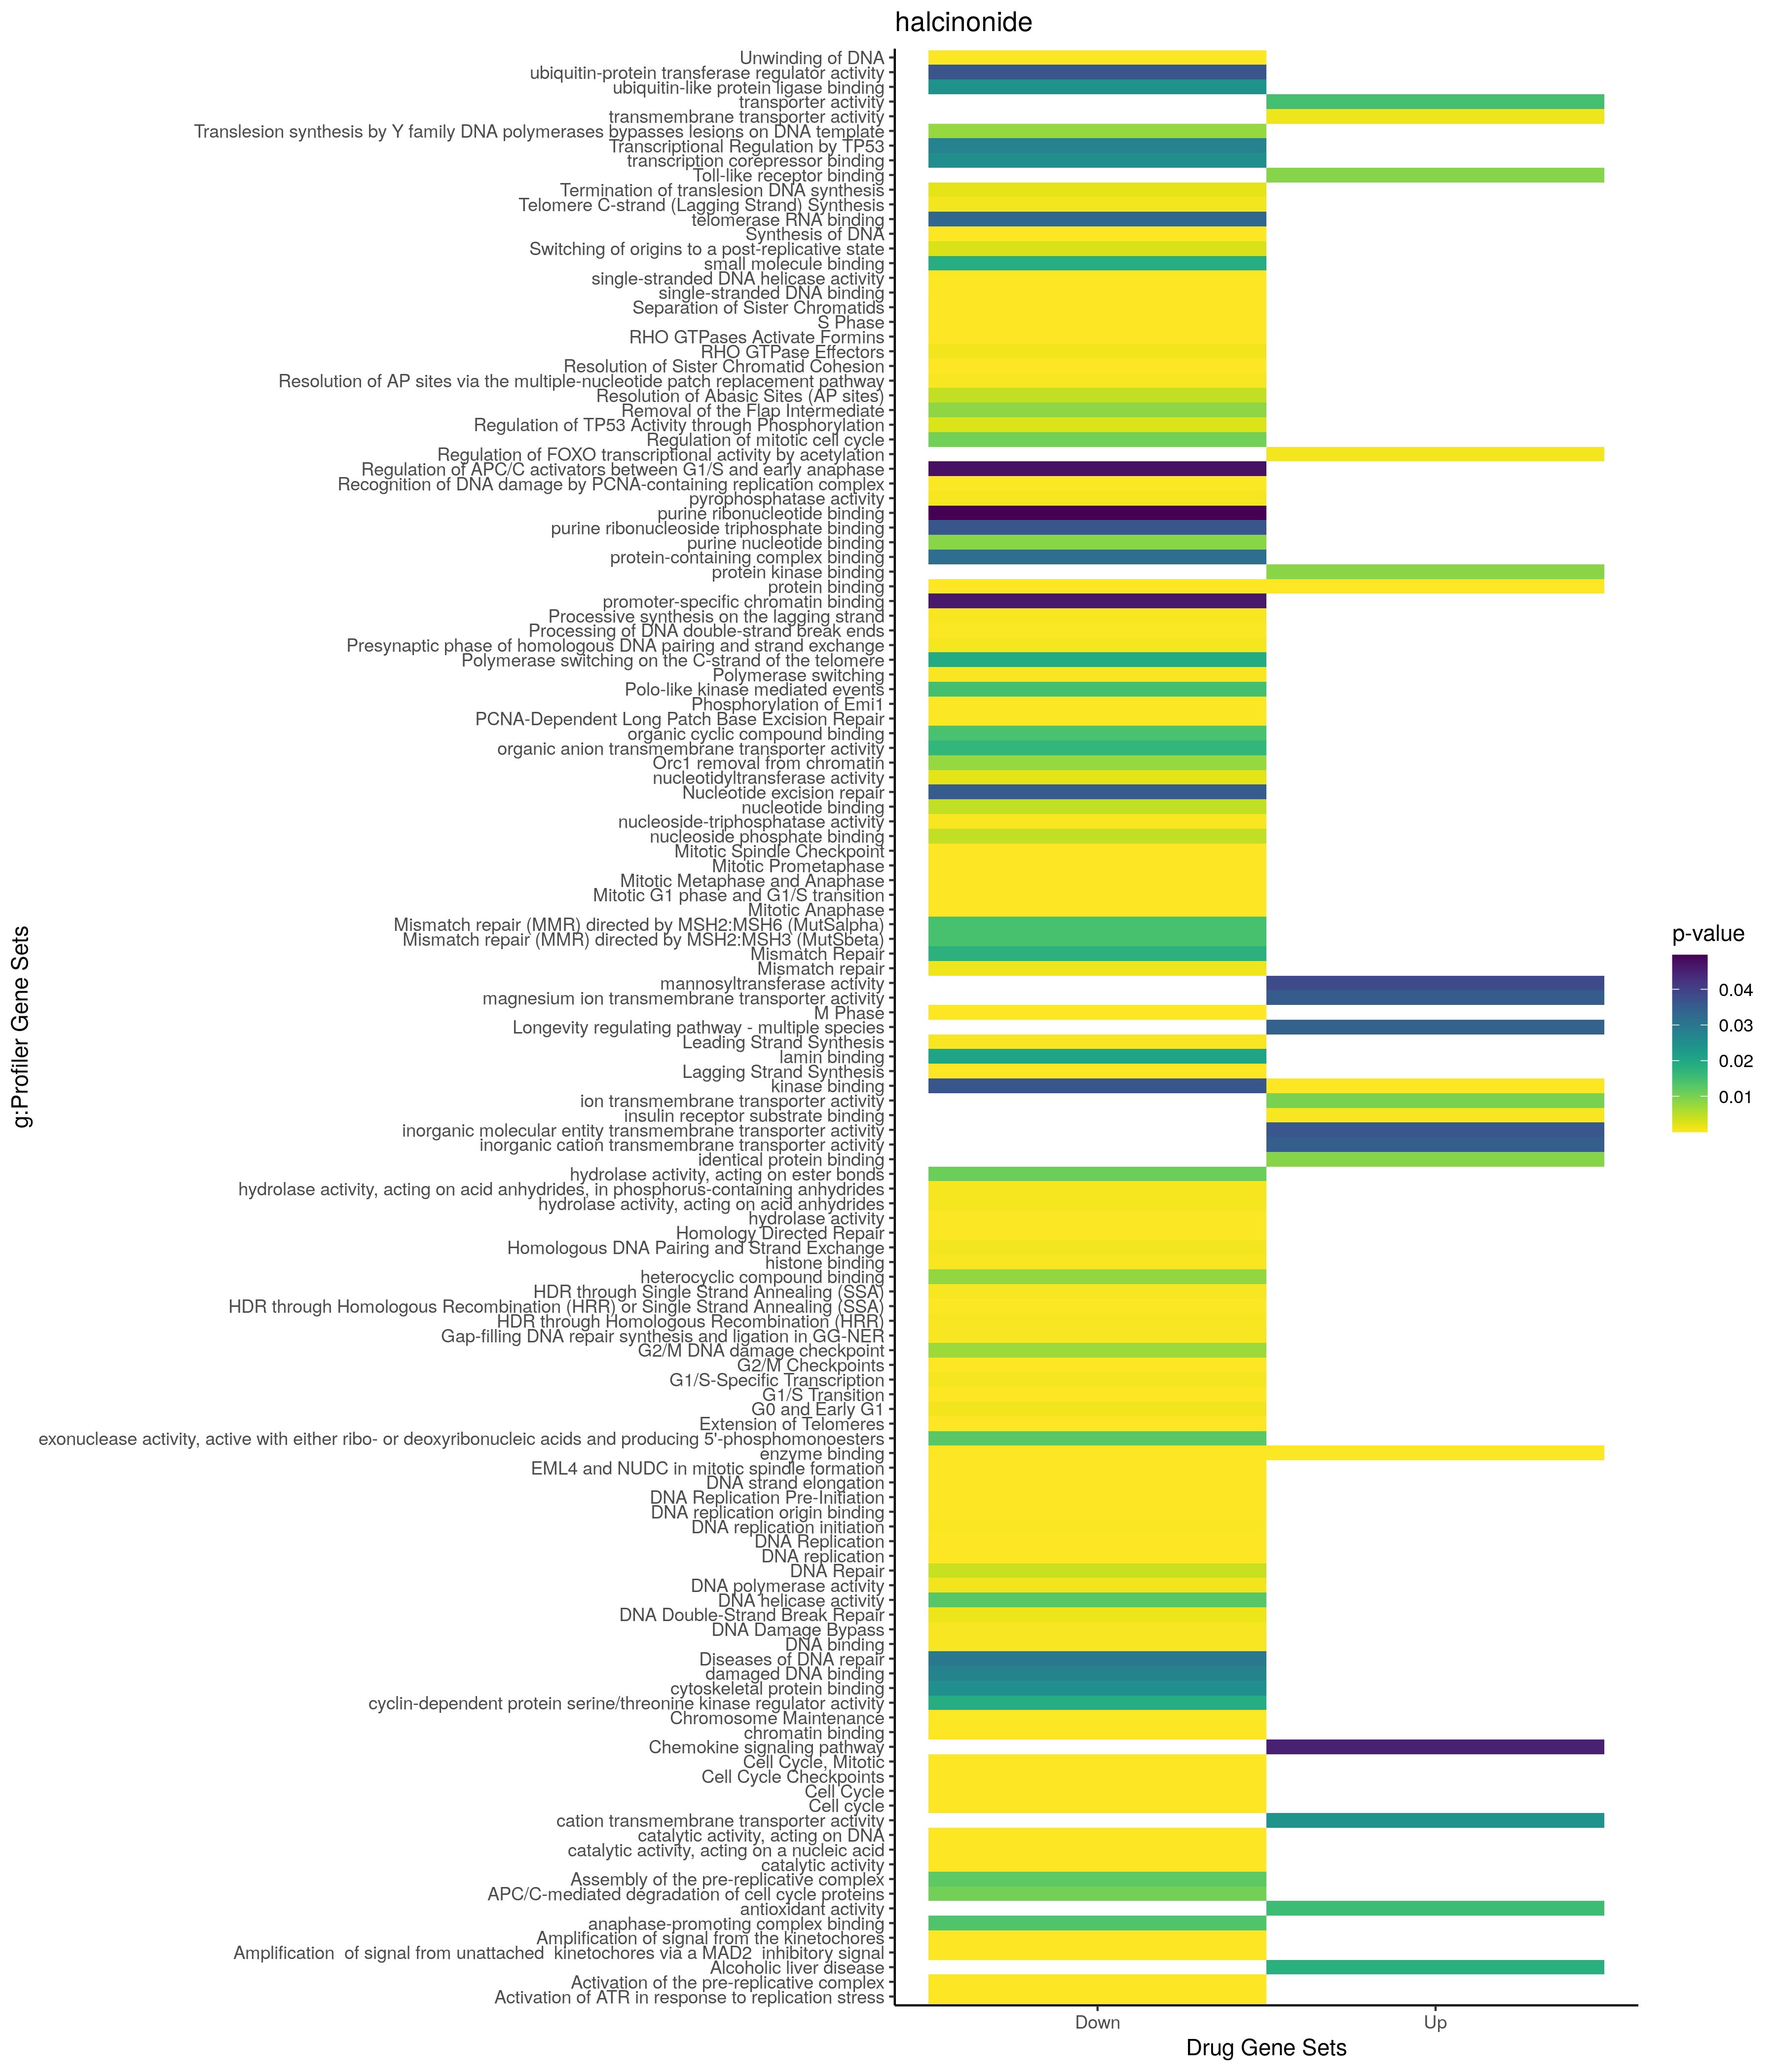 halcinonide
g:Profiler Gene Sets
Unwinding of DNA
ubiquitin-protein transferase regulator activity
ubiquitin-like protein ligase binding
transporter activity
transmembrane transporter activity
Translesion synthesis by Y family DNA polymerases bypasses lesions on DNA template
Transcriptional Regulation by TP53
transcription corepressor binding
Toll-like receptor binding
Termination of translesion DNA synthesis
Telomere C-strand (Lagging Strand) Synthesis
telomerase RNA binding
Synthesis of DNA
Switching of origins to a post-replicative state
small molecule binding
single-stranded DNA helicase activity
single-stranded DNA binding
Separation of Sister Chromatids
S Phase
RHO GTPases Activate Formins
RHO GTPase Effectors
Resolution of Sister Chromatid Cohesion
Resolution of AP sites via the multiple-nucleotide patch replacement pathway
Resolution of Abasic Sites (AP sites)
Removal of the Flap Intermediate
Regulation of TP53 Activity through Phosphorylation
Regulation of mitotic cell cycle
Regulation of FOXO transcriptional activity by acetylation
Regulation of APC/C activators between G1/S and early anaphase
Recognition of DNA damage by PCNA-containing replication complex
pyrophosphatase activity
purine ribonucleotide binding
purine ribonucleoside triphosphate binding
purine nucleotide binding
protein-containing complex binding
protein kinase binding
protein binding
promoter-specific chromatin binding
Processive synthesis on the lagging strand
Processing of DNA double-strand break ends
Presynaptic phase of homologous DNA pairing and strand exchange
Polymerase switching on the C-strand of the telomere
Polymerase switching
Polo-like kinase mediated events
Phosphorylation of Emi1
PCNA-Dependent Long Patch Base Excision Repair
organic cyclic compound binding
organic anion transmembrane transporter activity
Orc1 removal from chromatin
nucleotidyltransferase activity
Nucleotide excision repair
nucleotide binding
nucleoside-triphosphatase activity
nucleoside phosphate binding
Mitotic Spindle Checkpoint
Mitotic Prometaphase
Mitotic Metaphase and Anaphase
Mitotic G1 phase and G1/S transition
Mitotic Anaphase
Mismatch repair (MMR) directed by MSH2:MSH6 (MutSalpha)
Mismatch repair (MMR) directed by MSH2:MSH3 (MutSbeta)
Mismatch Repair
Mismatch repair
mannosyltransferase activity
magnesium ion transmembrane transporter activity
M Phase
Longevity regulating pathway - multiple species
Leading Strand Synthesis
lamin binding
Lagging Strand Synthesis
kinase binding
ion transmembrane transporter activity
insulin receptor substrate binding
inorganic molecular entity transmembrane transporter activity
inorganic cation transmembrane transporter activity
identical protein binding
hydrolase activity, acting on ester bonds
hydrolase activity, acting on acid anhydrides, in phosphorus-containing anhydrides
hydrolase activity, acting on acid anhydrides
hydrolase activity
Homology Directed Repair
Homologous DNA Pairing and Strand Exchange
histone binding
heterocyclic compound binding
HDR through Single Strand Annealing (SSA)
HDR through Homologous Recombination (HRR) or Single Strand Annealing (SSA)
HDR through Homologous Recombination (HRR)
Gap-filling DNA repair synthesis and ligation in GG-NER
G2/M DNA damage checkpoint
G2/M Checkpoints
G1/S-Specific Transcription
G1/S Transition
G0 and Early G1
Extension of Telomeres
exonuclease activity, active with either ribo- or deoxyribonucleic acids and producing 5'-phosphomonoesters
enzyme binding
EML4 and NUDC in mitotic spindle formation
DNA strand elongation
DNA Replication Pre-Initiation
DNA replication origin binding
DNA replication initiation
DNA Replication
DNA replication
DNA Repair
DNA polymerase activity
DNA helicase activity
DNA Double-Strand Break Repair
DNA Damage Bypass
DNA binding
Diseases of DNA repair
damaged DNA binding
cytoskeletal protein binding
cyclin-dependent protein serine/threonine kinase regulator activity
Chromosome Maintenance
chromatin binding
Chemokine signaling pathway
Cell Cycle, Mitotic
Cell Cycle Checkpoints
Cell Cycle
Cell cycle
cation transmembrane transporter activity
catalytic activity, acting on DNA
catalytic activity, acting on a nucleic acid
catalytic activity
Assembly of the pre-replicative complex
APC/C-mediated degradation of cell cycle proteins
antioxidant activity
anaphase-promoting complex binding
Amplification of signal from the kinetochores
Amplification  of signal from unattached  kinetochores via a MAD2  inhibitory signal
Alcoholic liver disease
Activation of the pre-replicative complex
Activation of ATR in response to replication stress
Down
Up
Drug Gene Sets
p-value
0.04
0.03
0.02
0.01